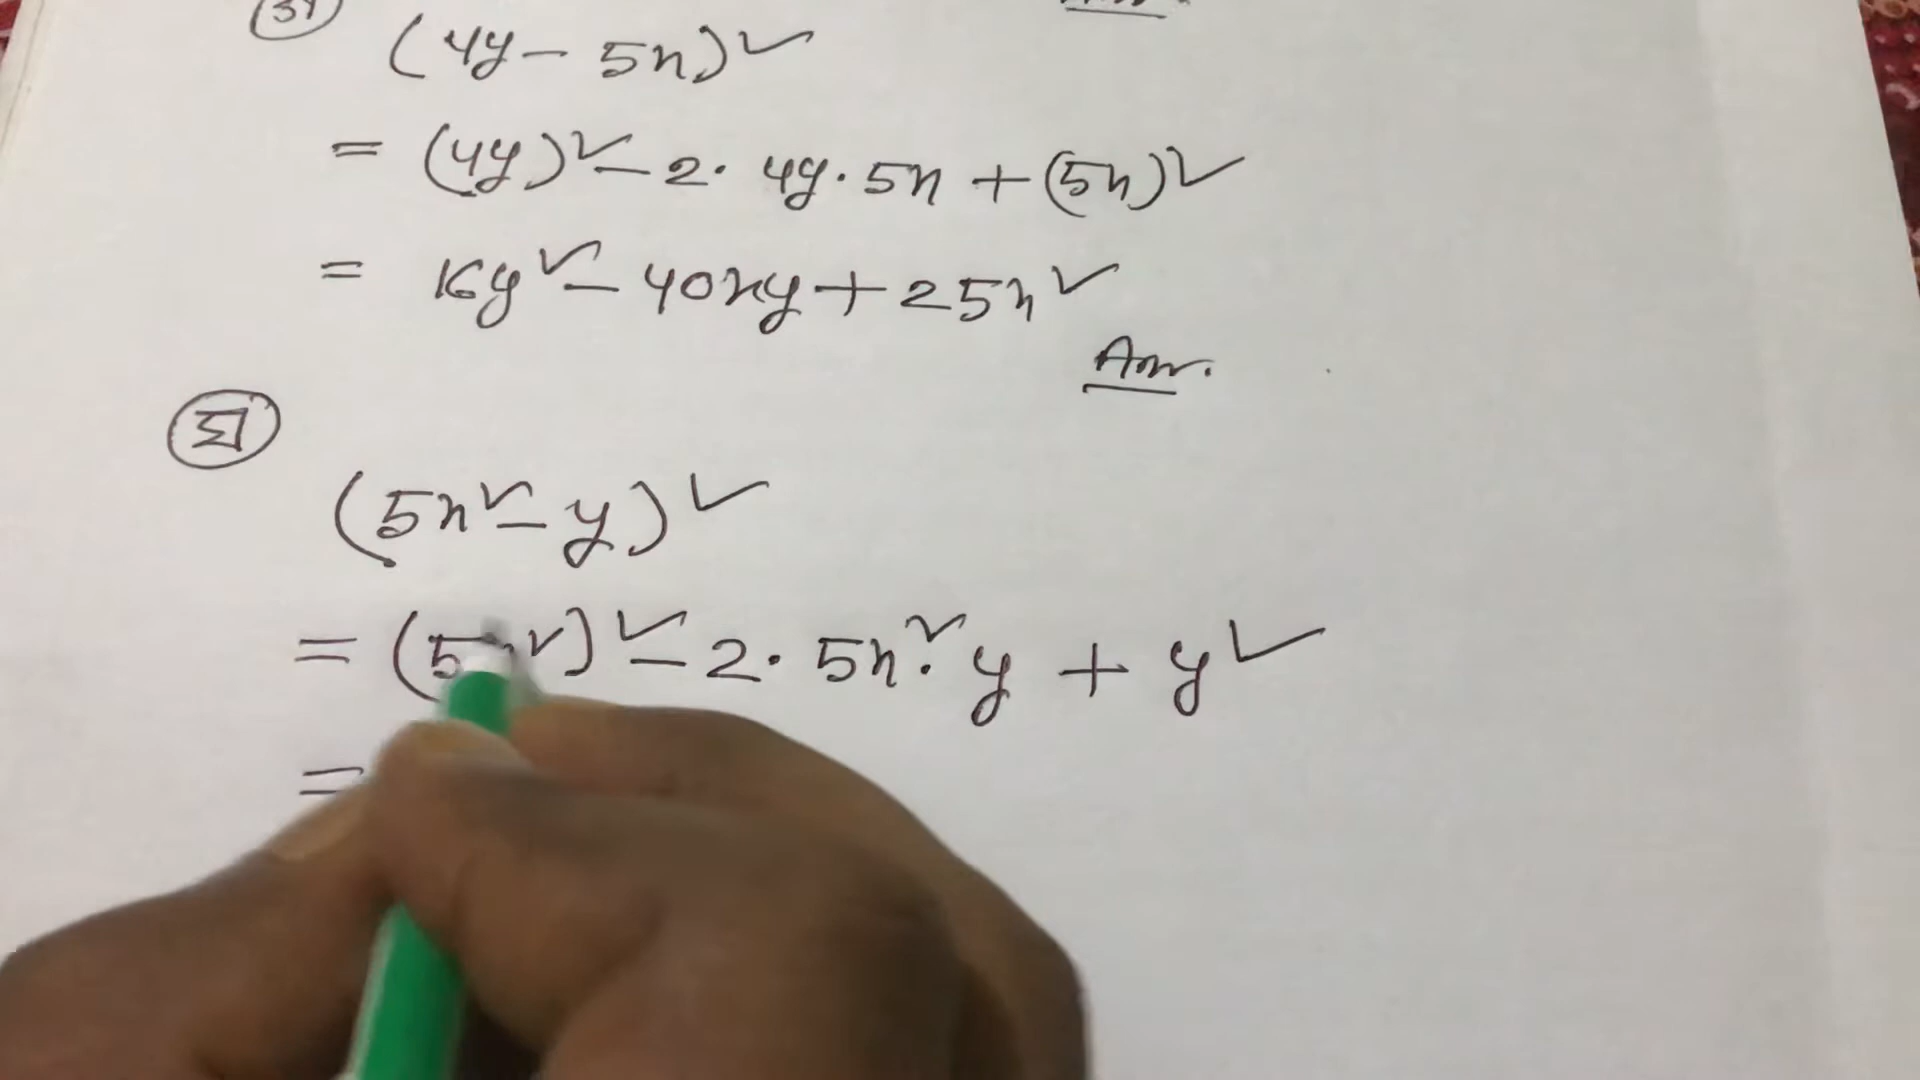 (4y - 5x)²
= (4y)² - 2. 4y. 5x + (5x)²
= 16y² - 40xy + 25x²
Ans.
ঘ
(5x² - y)²
= (5x²)² - 2. 5x². y + y²
=